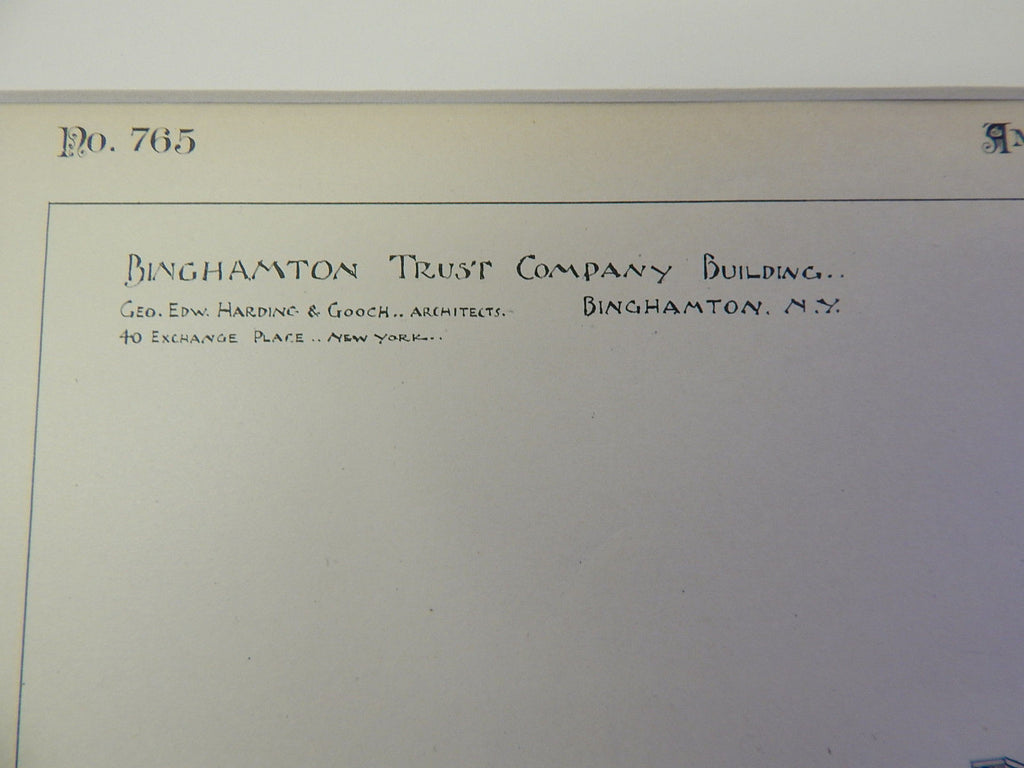 No. 765
BINGHAMTON TRUST COMPANY BUILDING..
GEO. EDW. HARDING & GOOCH.. ARCHITECTS. BINGHAMTON. N.Y.
40 EXCHANGE PLACE .. NEW YORK...